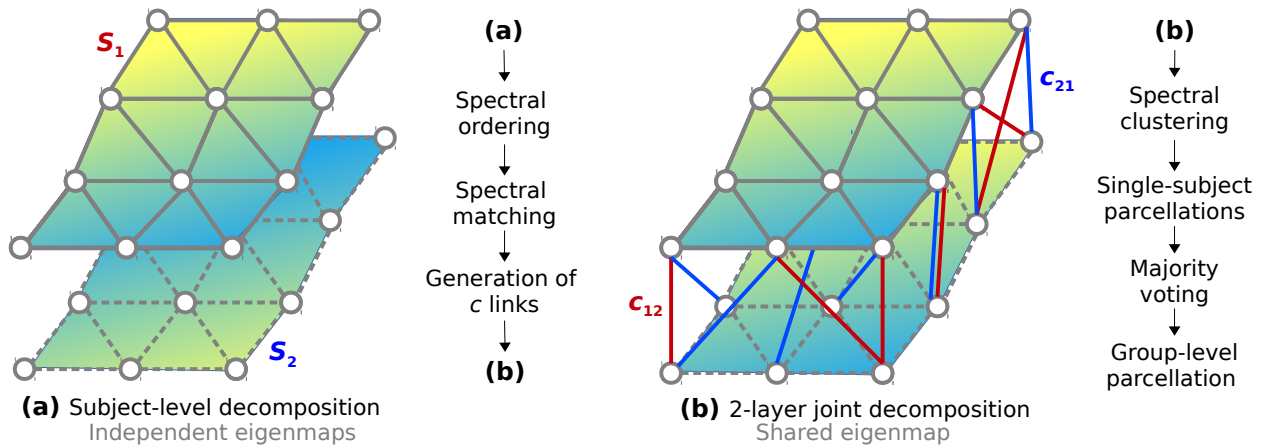 S1
(a)
Spectral
ordering
Spectral
matching
Generation of
c links
(b)
S2
(a) Subject-level decomposition
Independent eigenmaps
c21
c12
(b) 2-layer joint decomposition
Shared eigenmap
(b)
Spectral
clustering
Single-subject
parcellations
Majority
voting
Group-level
parcellation